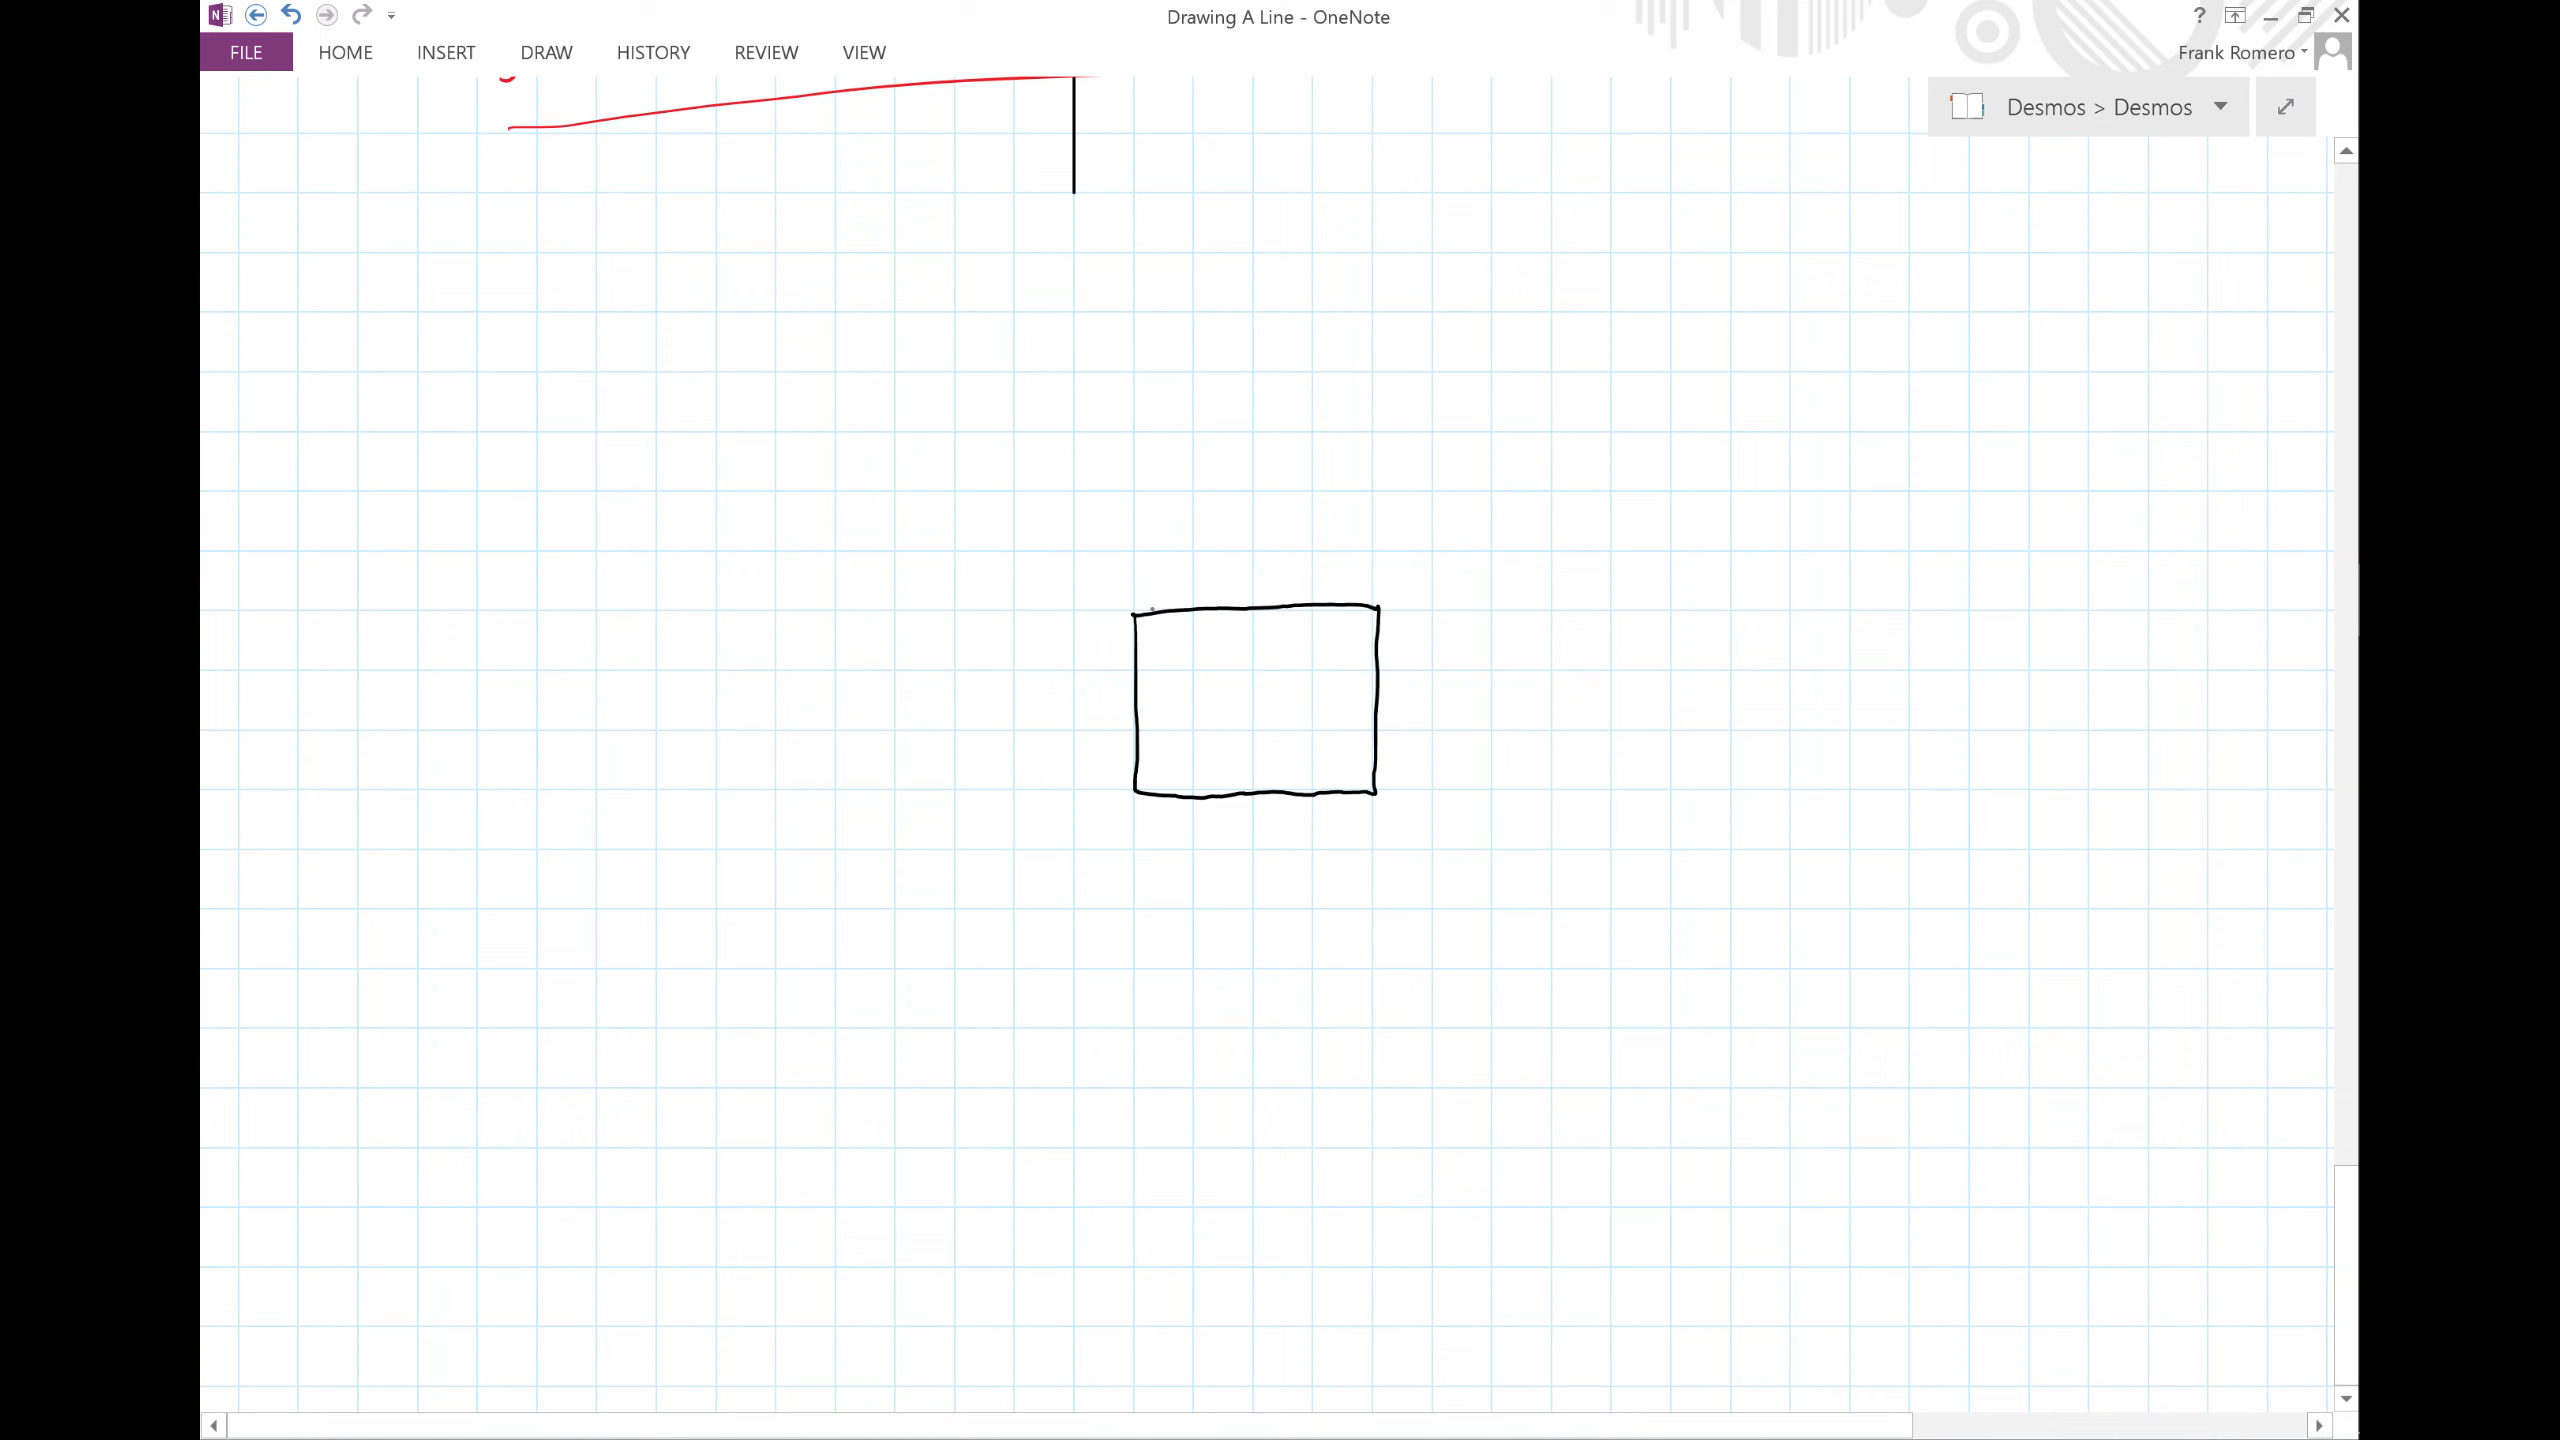 Drawing A Line - OneNote
?
FILE HOME INSERT DRAW HISTORY REVIEW VIEW
Frank Romero
Desmos > Desmos